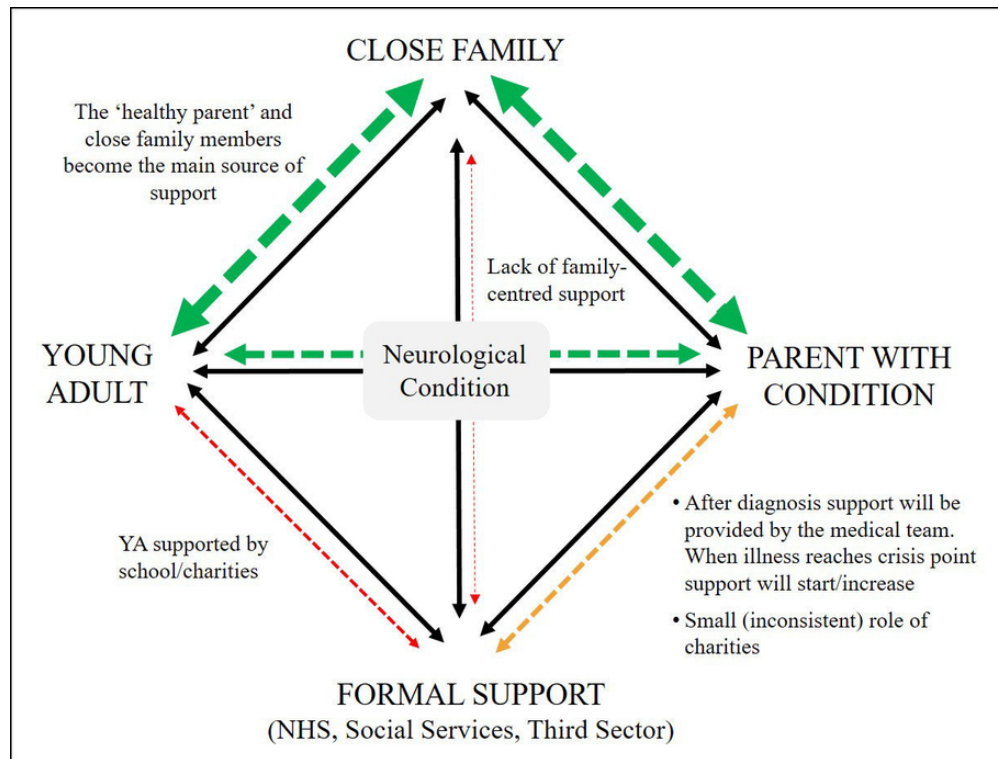 CLOSE FAMILY
The ‘healthy parent’ and
close family members
become the main source of
support
Lack of family-
centred support
YOUNG
ADULT
Neurological
Condition
PARENT WITH
CONDITION
YA supported by
school/charities
• After diagnosis support will be
provided by the medical team.
When illness reaches crisis point
support will start/increase
• Small (inconsistent) role of
charities
FORMAL SUPPORT
(NHS, Social Services, Third Sector)